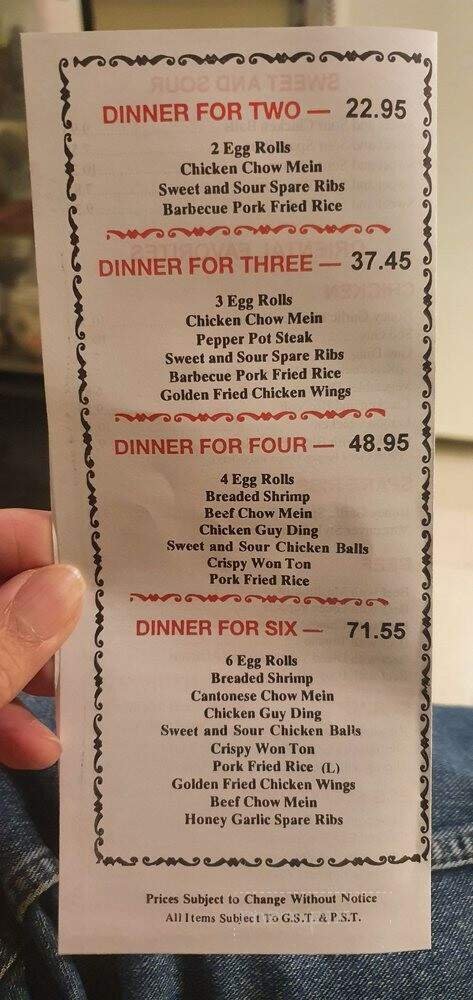 SWEET AND SOUR
DINNER FOR TWO — 22.95
2 Egg Rolls
Chicken Chow Mein
Sweet and Sour Spare Ribs
Barbecue Pork Fried Rice
DINNER FOR THREE — 37.45
3 Egg Rolls
Chicken Chow Mein
Pepper Pot Steak
Sweet and Sour Spare Ribs
Barbecue Pork Fried Rice
Golden Fried Chicken Wings
DINNER FOR FOUR — 48.95
4 Egg Rolls
Breaded Shrimp
Beef Chow Mein
Chicken Guy Ding
Sweet and Sour Chicken Balls
Crispy Won Ton
Pork Fried Rice
DINNER FOR SIX — 71.55
6 Egg Rolls
Breaded Shrimp
Cantonese Chow Mein
Chicken Guy Ding
Sweet and Sour Chicken Balls
Crispy Won Ton
Pork Fried Rice (L)
Golden Fried Chicken Wings
Beef Chow Mein
Honey Garlic Spare Ribs
Prices Subject to Change Without Notice
All Items Subject To G.S.T. & P.S.T.